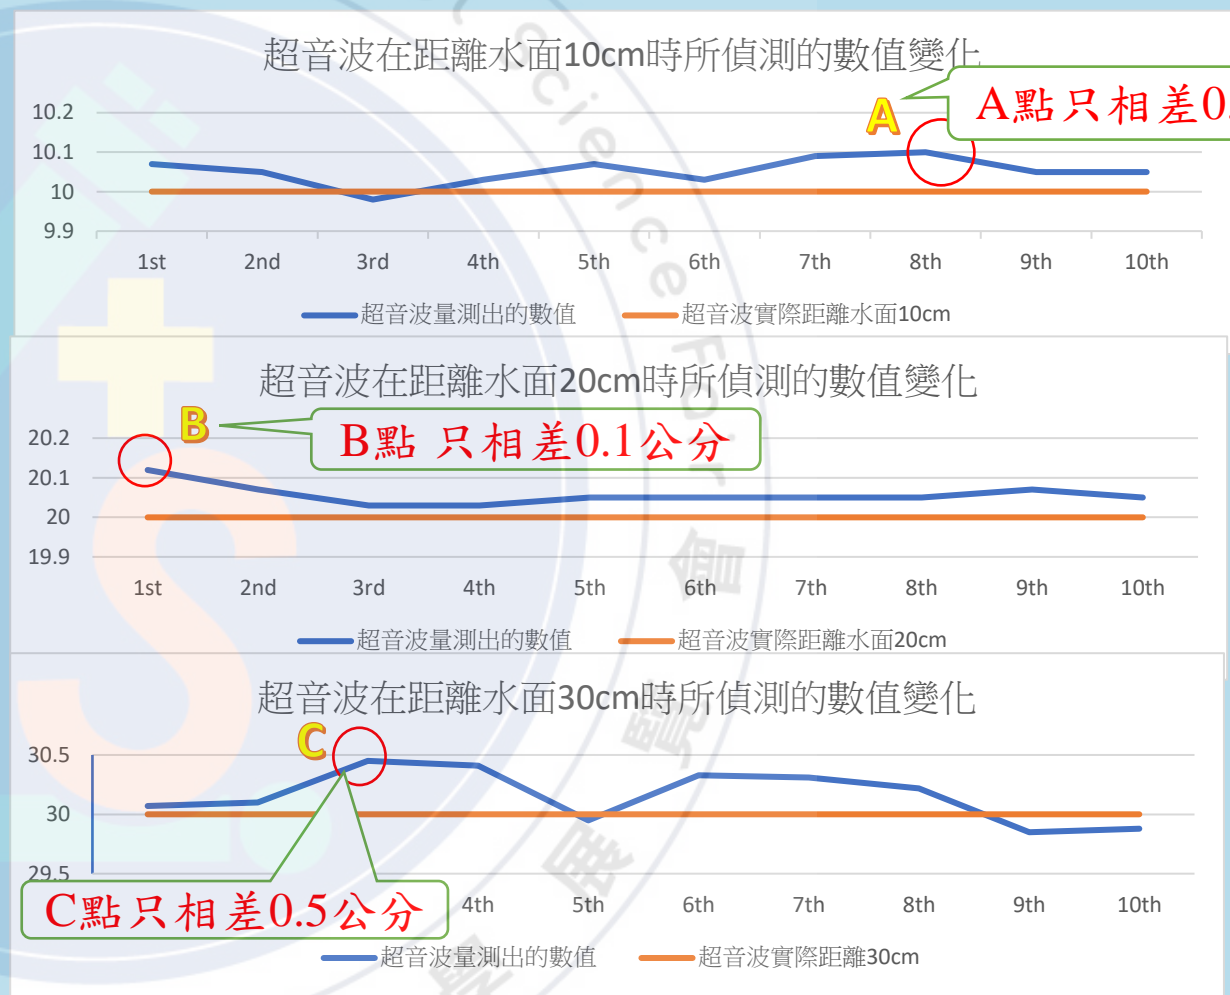 超音波在距離水面10cm時所偵測的數值變化
A
A點只相差0.
10.2
10.1
10
9.9
1st 2nd 3rd 4th 5th 6th 7th 8th 9th 10th
超音波量測出的數值 超音波實際距離水面10cm
超音波在距離水面20cm時所偵測的數值變化
B
B點 只相差0.1公分
20.2
20.1
20
19.9
1st 2nd 3rd 4th 5th 6th 7th 8th 9th 10th
超音波量測出的數值 超音波實際距離水面20cm
超音波在距離水面30cm時所偵測的數值變化
C
30.5
30
29.5
C點只相差0.5公分
4th 5th 6th 7th 8th 9th 10th
超音波量測出的數值 超音波實際距離30cm
Science For
會
覽
展